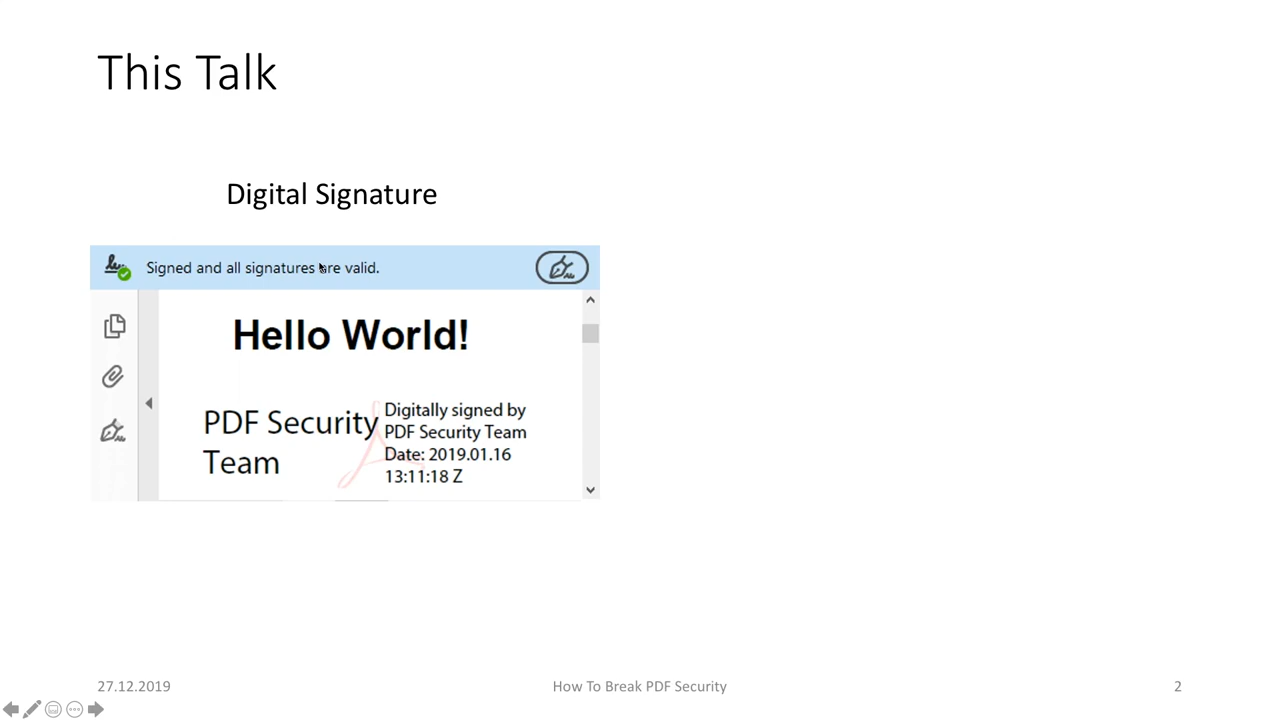 This Talk
Digital Signature
Signed and all signatures are valid.
Hello World!
PDF Security
Team
Digitally signed by
PDF Security Team
Date: 2019.01.16
13:11:18 Z
27.12.2019
How To Break PDF Security
2